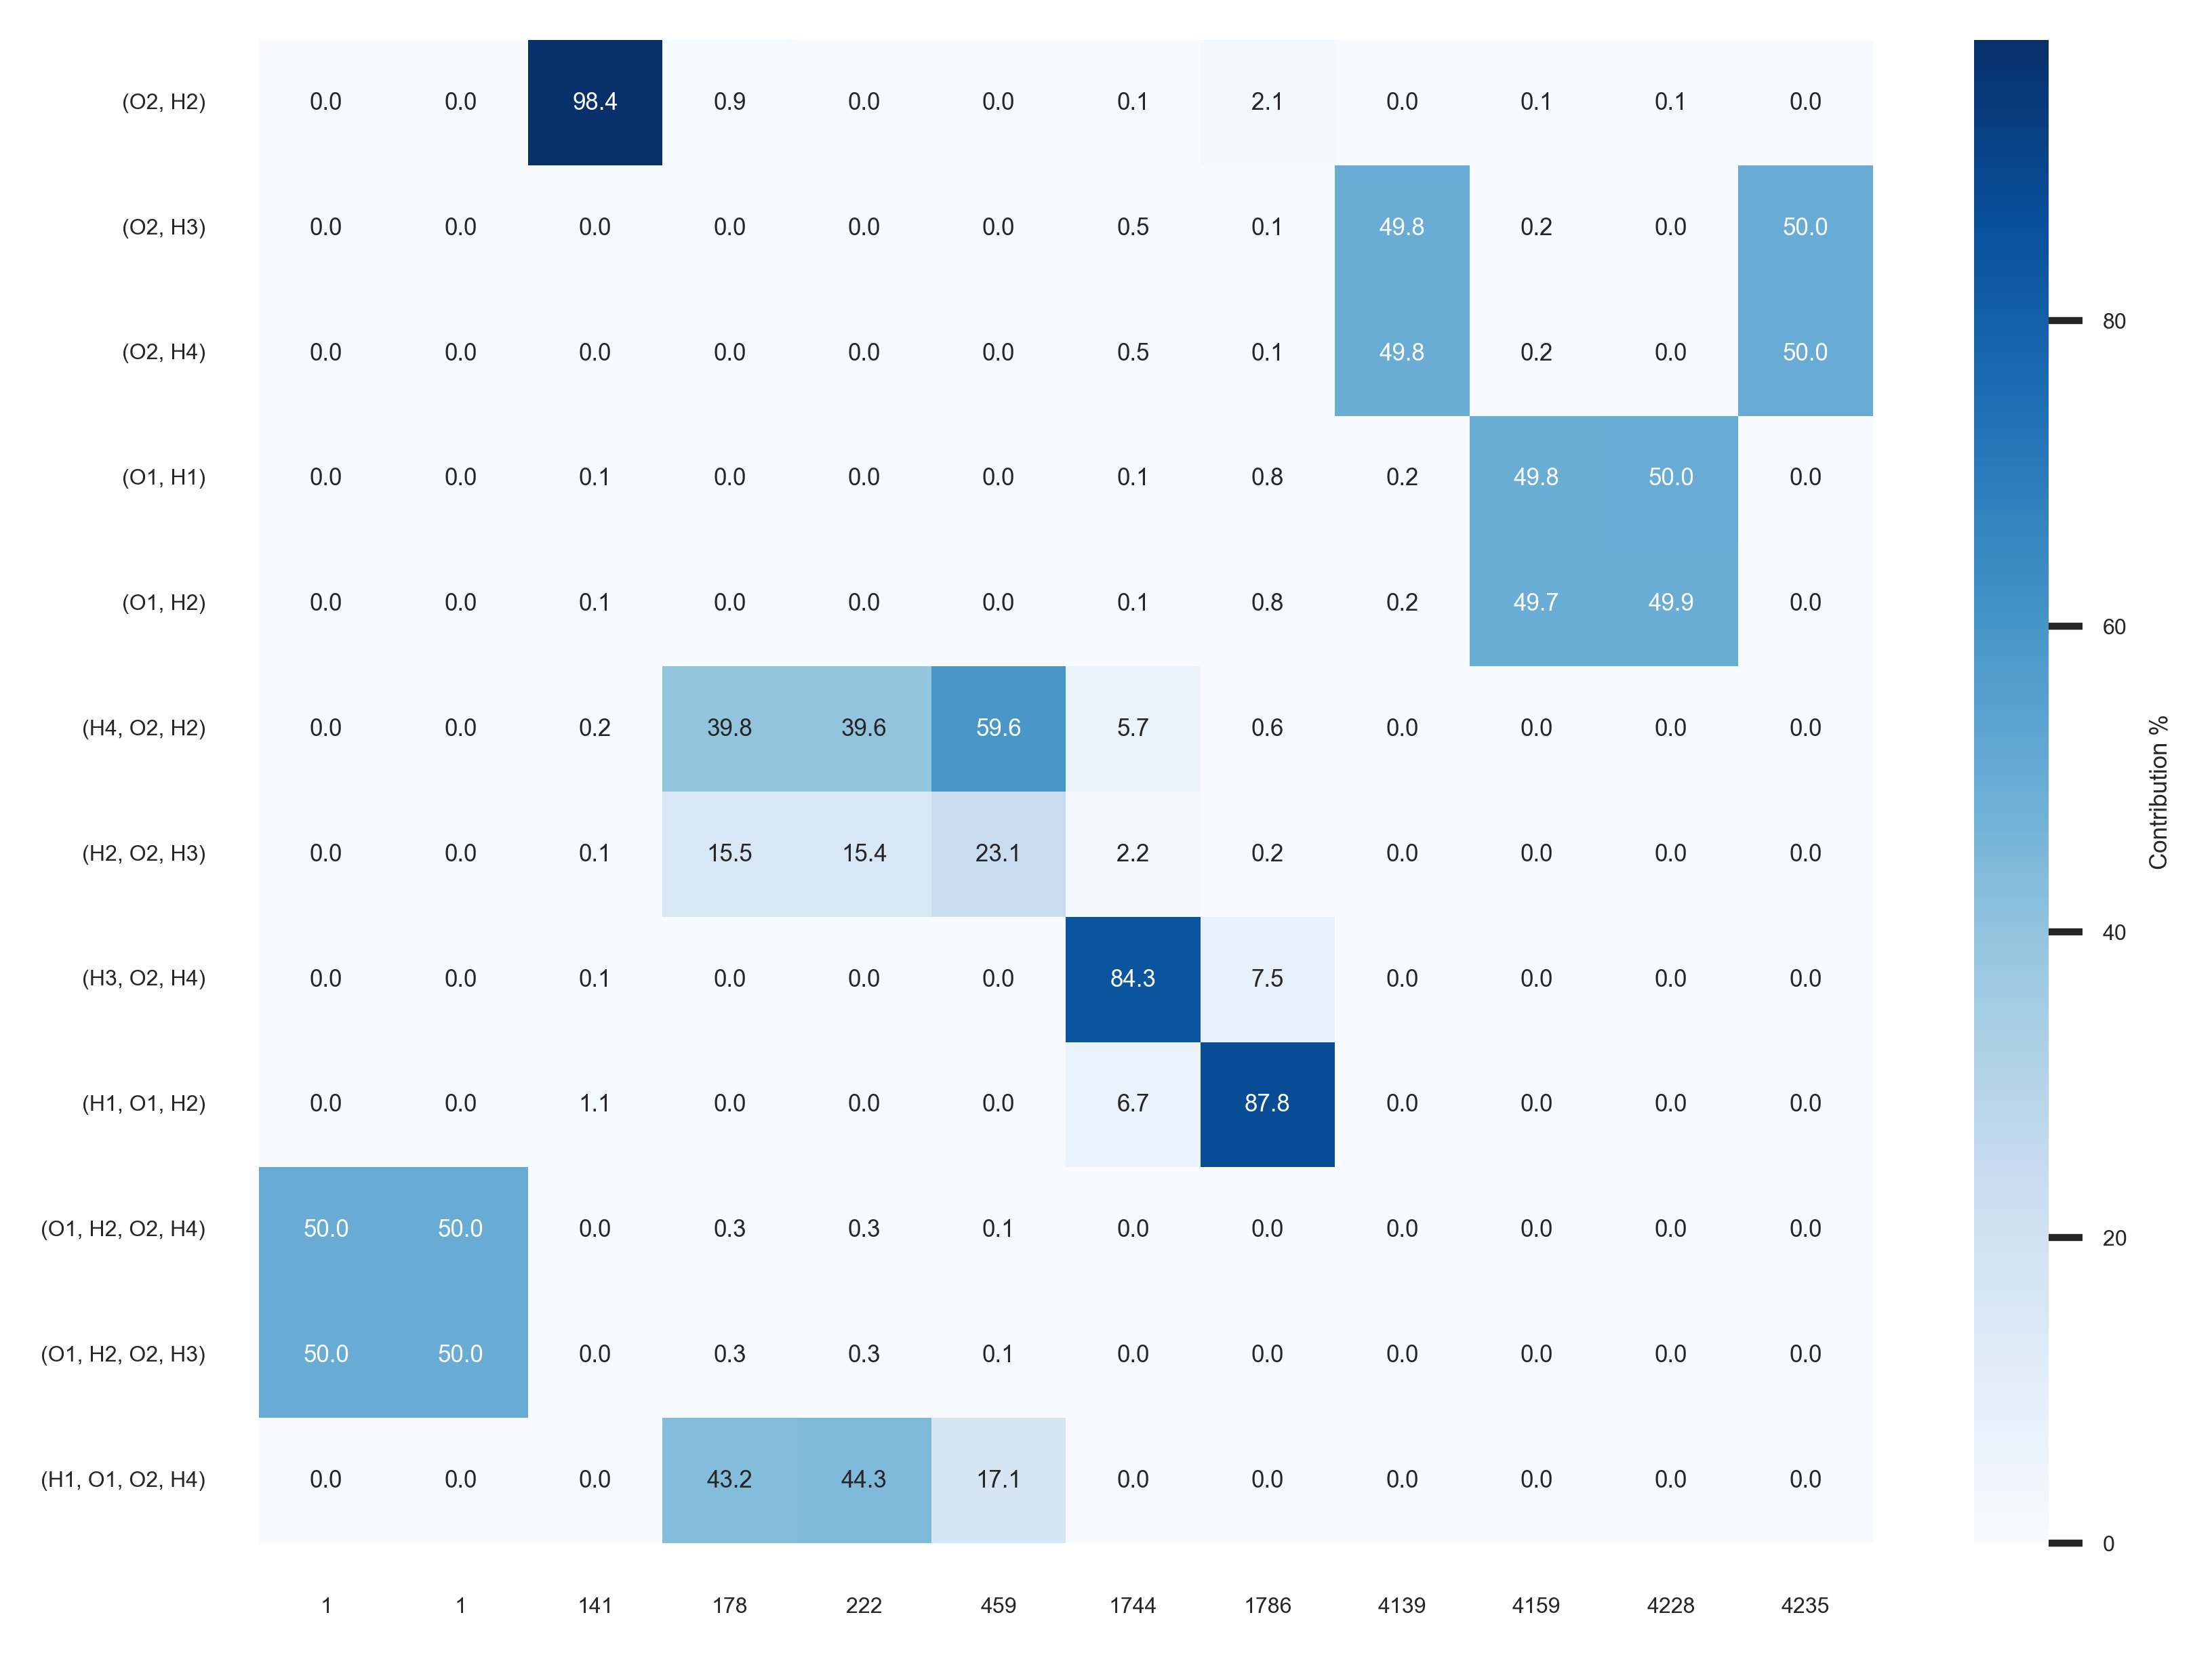 (O2, H2) 0.0 0.0 98.4 0.9 0.0 0.0 0.1 2.1 0.0 0.1 0.1 0.0
(O2, H3) 0.0 0.0 0.0 0.0 0.0 0.0 0.5 0.1 49.8 0.2 0.0 50.0
80
(O2, H4) 0.0 0.0 0.0 0.0 0.0 0.0 0.5 0.1 49.8 0.2 0.0 50.0
(O1, H1) 0.0 0.0 0.1 0.0 0.0 0.0 0.1 0.8 0.2 49.8 50.0 0.0
(O1, H2) 0.0 0.0 0.1 0.0 0.0 0.0 0.1 0.8 0.2 49.7 49.9 0.0
60
(H4, O2, H2) 0.0 0.0 0.2 39.8 39.6 59.6 5.7 0.6 0.0 0.0 0.0 0.0
Contribution %
(H2, O2, H3) 0.0 0.0 0.1 15.5 15.4 23.1 2.2 0.2 0.0 0.0 0.0 0.0
40
(H3, O2, H4) 0.0 0.0 0.1 0.0 0.0 0.0 84.3 7.5 0.0 0.0 0.0 0.0
(H1, O1, H2) 0.0 0.0 1.1 0.0 0.0 0.0 6.7 87.8 0.0 0.0 0.0 0.0
(O1, H2, O2, H4) 50.0 50.0 0.0 0.3 0.3 0.1 0.0 0.0 0.0 0.0 0.0 0.0
20
(O1, H2, O2, H3) 50.0 50.0 0.0 0.3 0.3 0.1 0.0 0.0 0.0 0.0 0.0 0.0
(H1, O1, O2, H4) 0.0 0.0 0.0 43.2 44.3 17.1 0.0 0.0 0.0 0.0 0.0 0.0
0
1 1 141 178 222 459 1744 1786 4139 4159 4228 4235